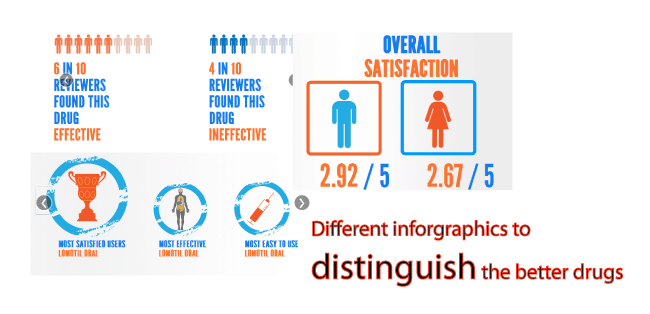 6 IN 10
REVIEWERS
FOUND THIS
DRUG
EFFECTIVE
4 IN 10
REVIEWERS
FOUND THIS
DRUG
INEFFECTIVE
OVERALL
SATISFACTION
2.92 / 5
2.67 / 5
MOST SATISFIED USERS
LOMOTIL ORAL
MOST EFFECTIVE
LOMOTIL ORAL
MOST EASY TO USE
LOMOTIL ORAL
Different inforgraphics to
distinguish the better drugs